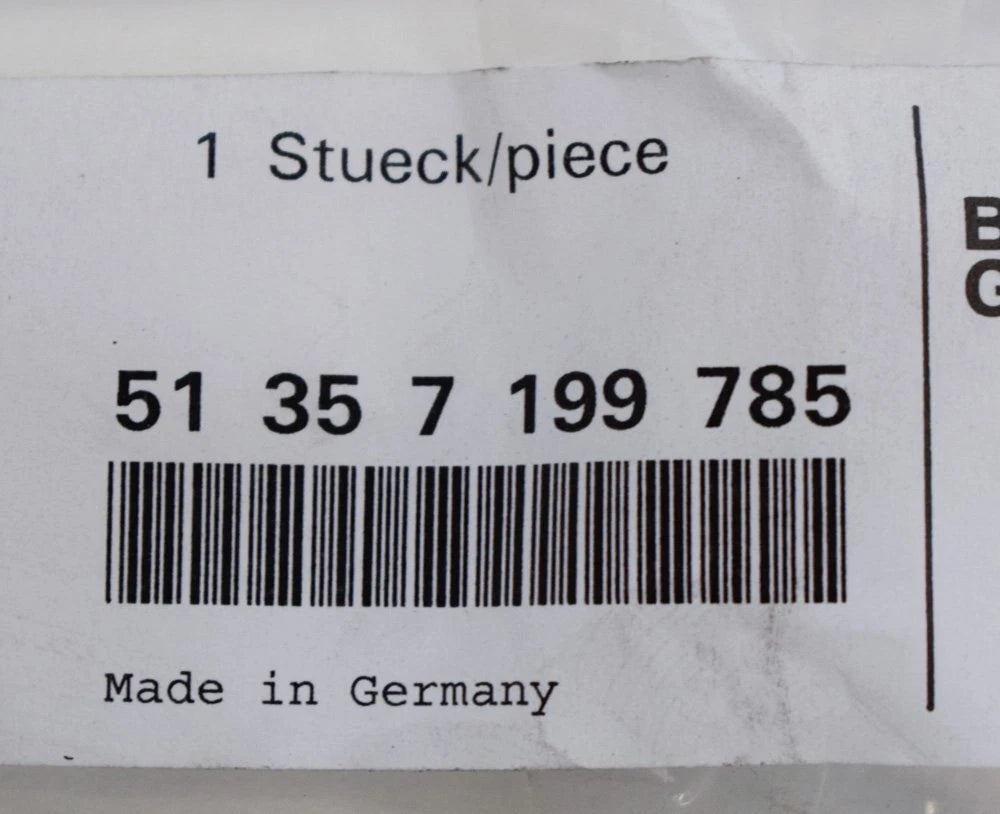 1 Stueck/piece
51 35 7 199 785
Made in Germany
B
G